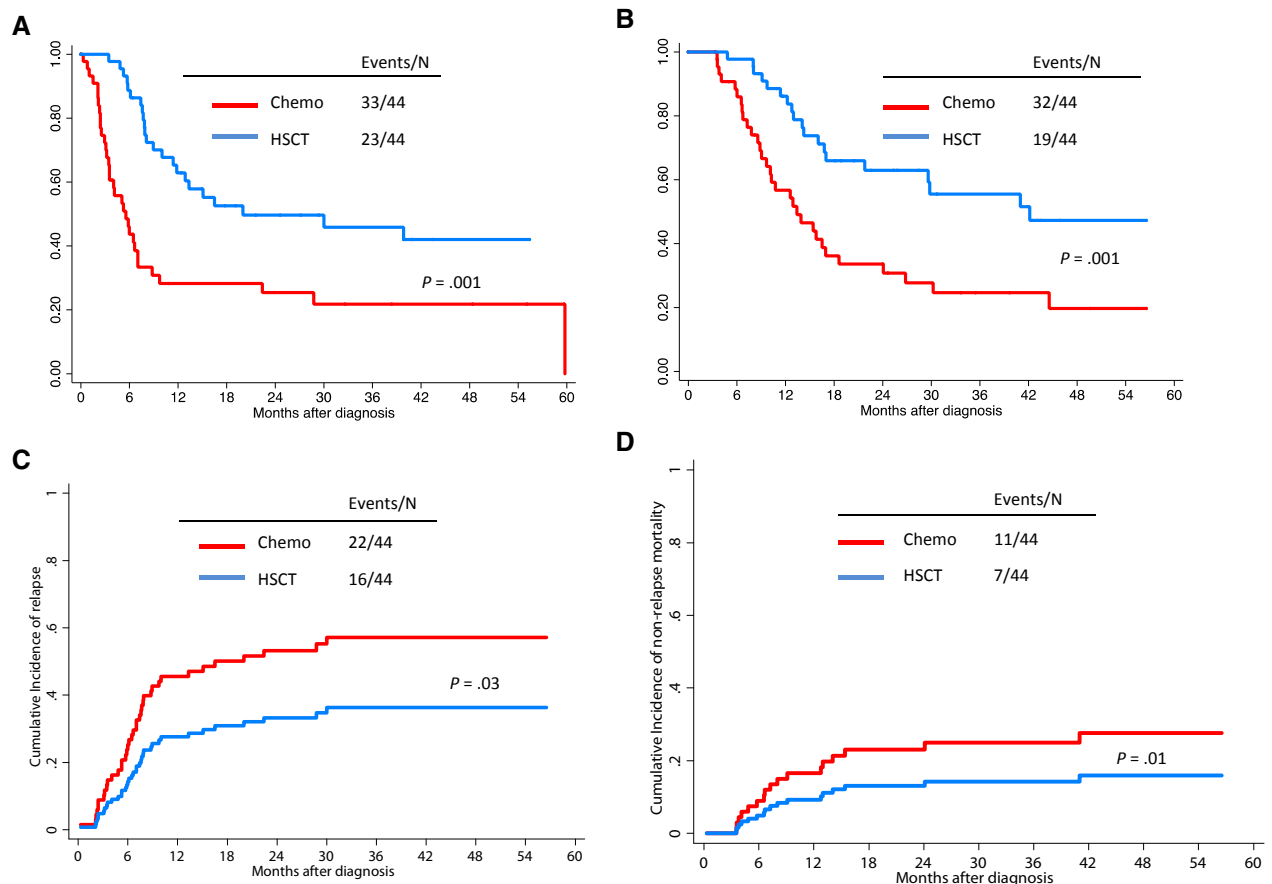 A
Events/N
Chemo 33/44
HSCT 23/44
P = .001
1.00
0.80
0.60
0.40
0.20
0.00
0 6 12 18 24 30 36 42 48 54 60
Months after diagnosis
B
Events/N
Chemo 32/44
HSCT 19/44
P = .001
1.00
0.80
0.60
0.40
0.20
0.00
0 6 12 18 24 30 36 42 48 54 60
Months after diagnosis
C
Events/N
Chemo 22/44
HSCT 16/44
P = .03
Cumulative Incidence of relapse
1
.8
.6
.4
.2
0
0 6 12 18 24 30 36 42 48 54 60
Months after diagnosis
D
Events/N
Chemo 11/44
HSCT 7/44
P = .01
Cumulative Incidence of non-relapse mortality
1
.8
.6
.4
.2
0
0 6 12 18 24 30 36 42 48 54 60
Months after diagnosis